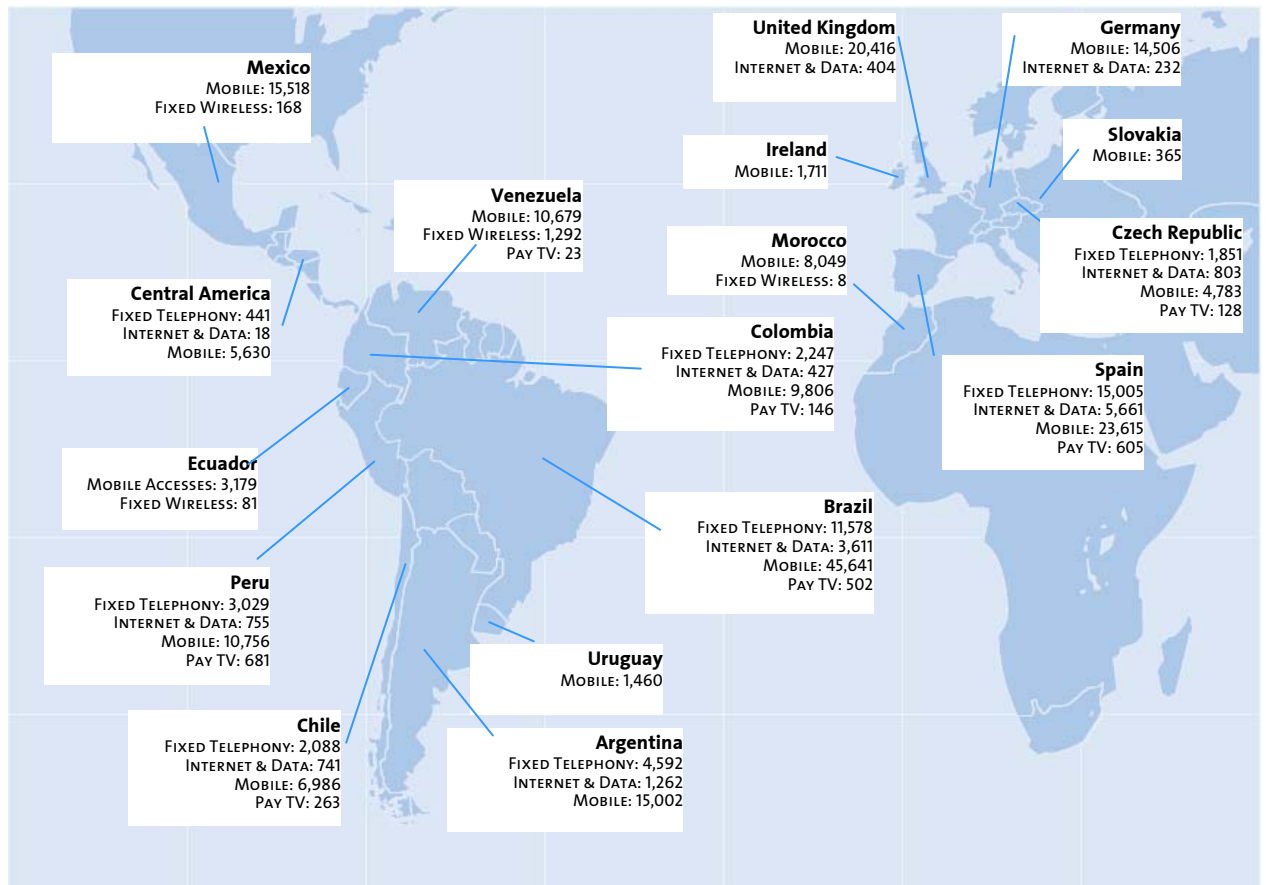 Mexico
Mobile: 15,518
Fixed Wireless: 168
United Kingdom
Mobile: 20,416
Internet & Data: 404
Germany
Mobile: 14,506
Internet & Data: 232
Ireland
Mobile: 1,711
Slovakia
Mobile: 365
Venezuela
Mobile: 10,679
Fixed Wireless: 1,292
Pay TV: 23
Morocco
Mobile: 8,049
Fixed Wireless: 8
Czech Republic
Fixed Telephony: 1,851
Internet & Data: 803
Mobile: 4,783
Pay TV: 128
Central America
Fixed Telephony: 441
Internet & Data: 18
Mobile: 5,630
Colombia
Fixed Telephony: 2,247
Internet & Data: 427
Mobile: 9,806
Pay TV: 146
Spain
Fixed Telephony: 15,005
Internet & Data: 5,661
Mobile: 23,615
Pay TV: 605
Ecuador
Mobile Accesses: 3,179
Fixed Wireless: 81
Brazil
Fixed Telephony: 11,578
Internet & Data: 3,611
Mobile: 45,641
Pay TV: 502
Peru
Fixed Telephony: 3,029
Internet & Data: 755
Mobile: 10,756
Pay TV: 681
Uruguay
Mobile: 1,460
Chile
Fixed Telephony: 2,088
Internet & Data: 741
Mobile: 6,986
Pay TV: 263
Argentina
Fixed Telephony: 4,592
Internet & Data: 1,262
Mobile: 15,002